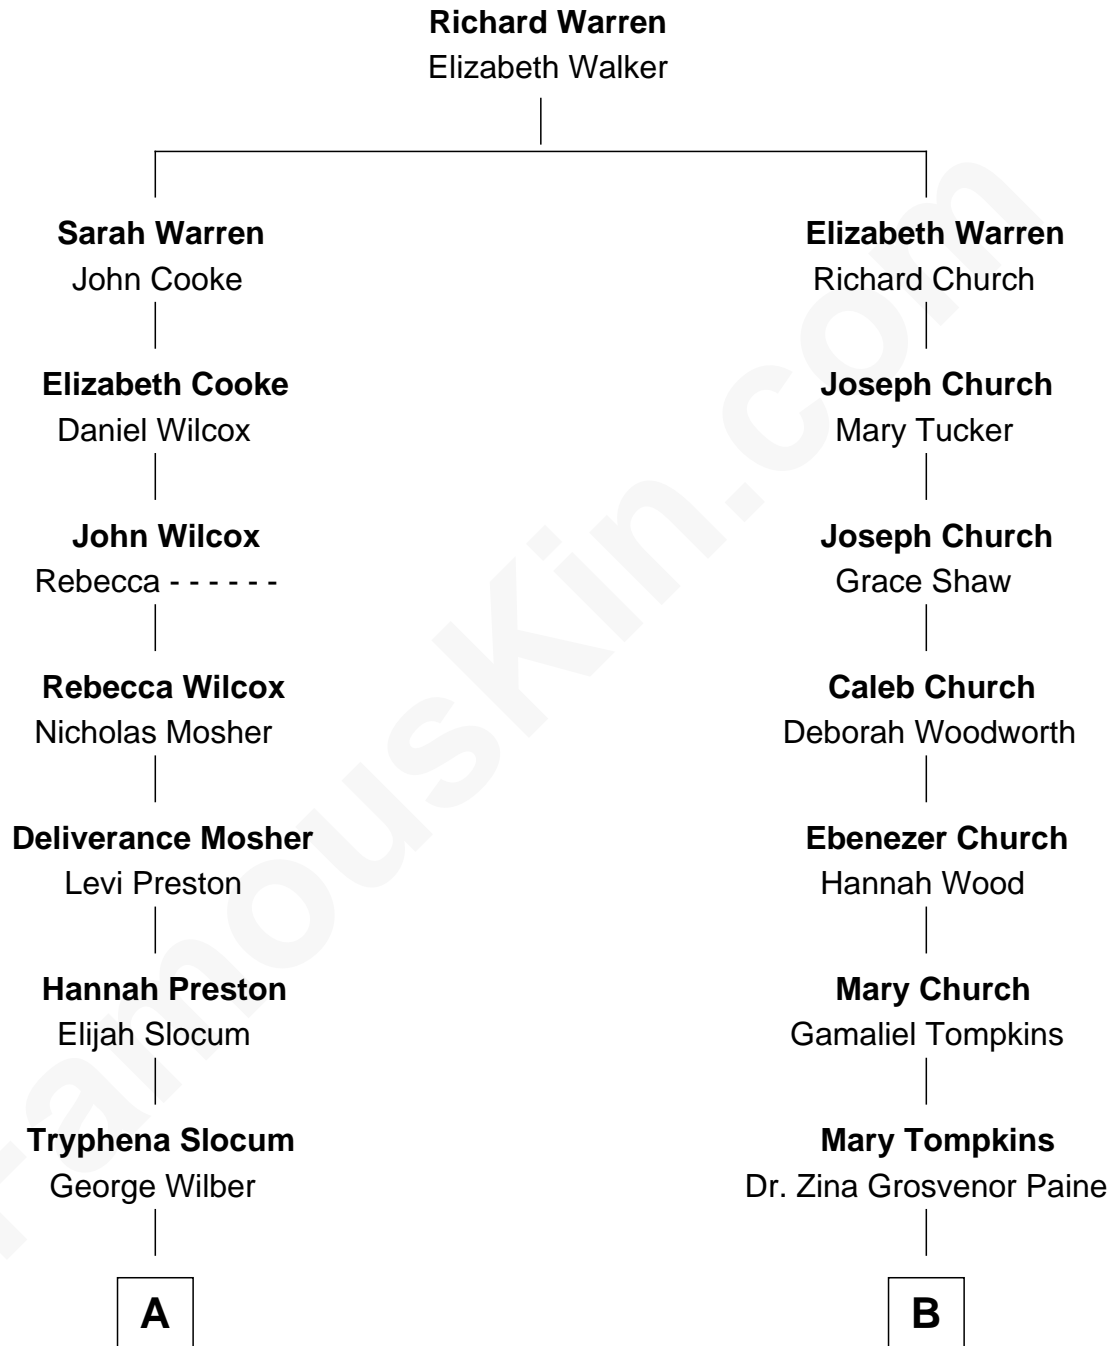 Richard Warren
Elizabeth Walker
Sarah Warren
John Cooke
Elizabeth Warren
Richard Church
Elizabeth Cooke
Daniel Wilcox
Joseph Church
Mary Tucker
John Wilcox
Rebecca - - - - - -
Joseph Church
Grace Shaw
Rebecca Wilcox
Nicholas Mosher
Caleb Church
Deborah Woodworth
Deliverance Mosher
Levi Preston
Ebenezer Church
Hannah Wood
Hannah Preston
Elijah Slocum
Mary Church
Gamaliel Tompkins
Tryphena Slocum
George Wilber
Mary Tompkins
Dr. Zina Grosvenor Paine
A
B
FamousKin.com